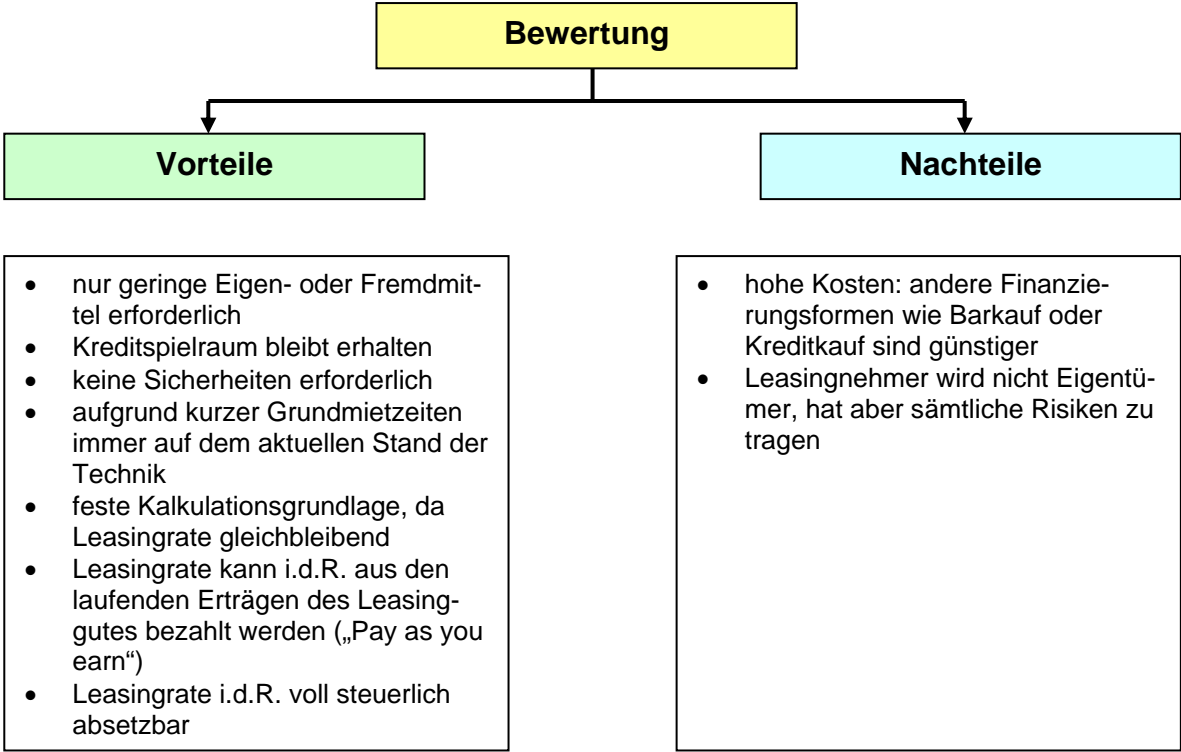 Bewertung
Vorteile
Nachteile
• nur geringe Eigen- oder Fremdmit-
tel erforderlich
• Kreditspielraum bleibt erhalten
• keine Sicherheiten erforderlich
• aufgrund kurzer Grundmietzeiten
immer auf dem aktuellen Stand der
Technik
• feste Kalkulationsgrundlage, da
Leasingrate gleichbleibend
• Leasingrate kann i.d.R. aus den
laufenden Erträgen des Leasing-
gutes bezahlt werden („Pay as you
earn“)
• Leasingrate i.d.R. voll steuerlich
absetzbar
• hohe Kosten: andere Finanzie-
rungsformen wie Barkauf oder
Kreditkauf sind günstiger
• Leasingnehmer wird nicht Eigentü-
mer, hat aber sämtliche Risiken zu
tragen